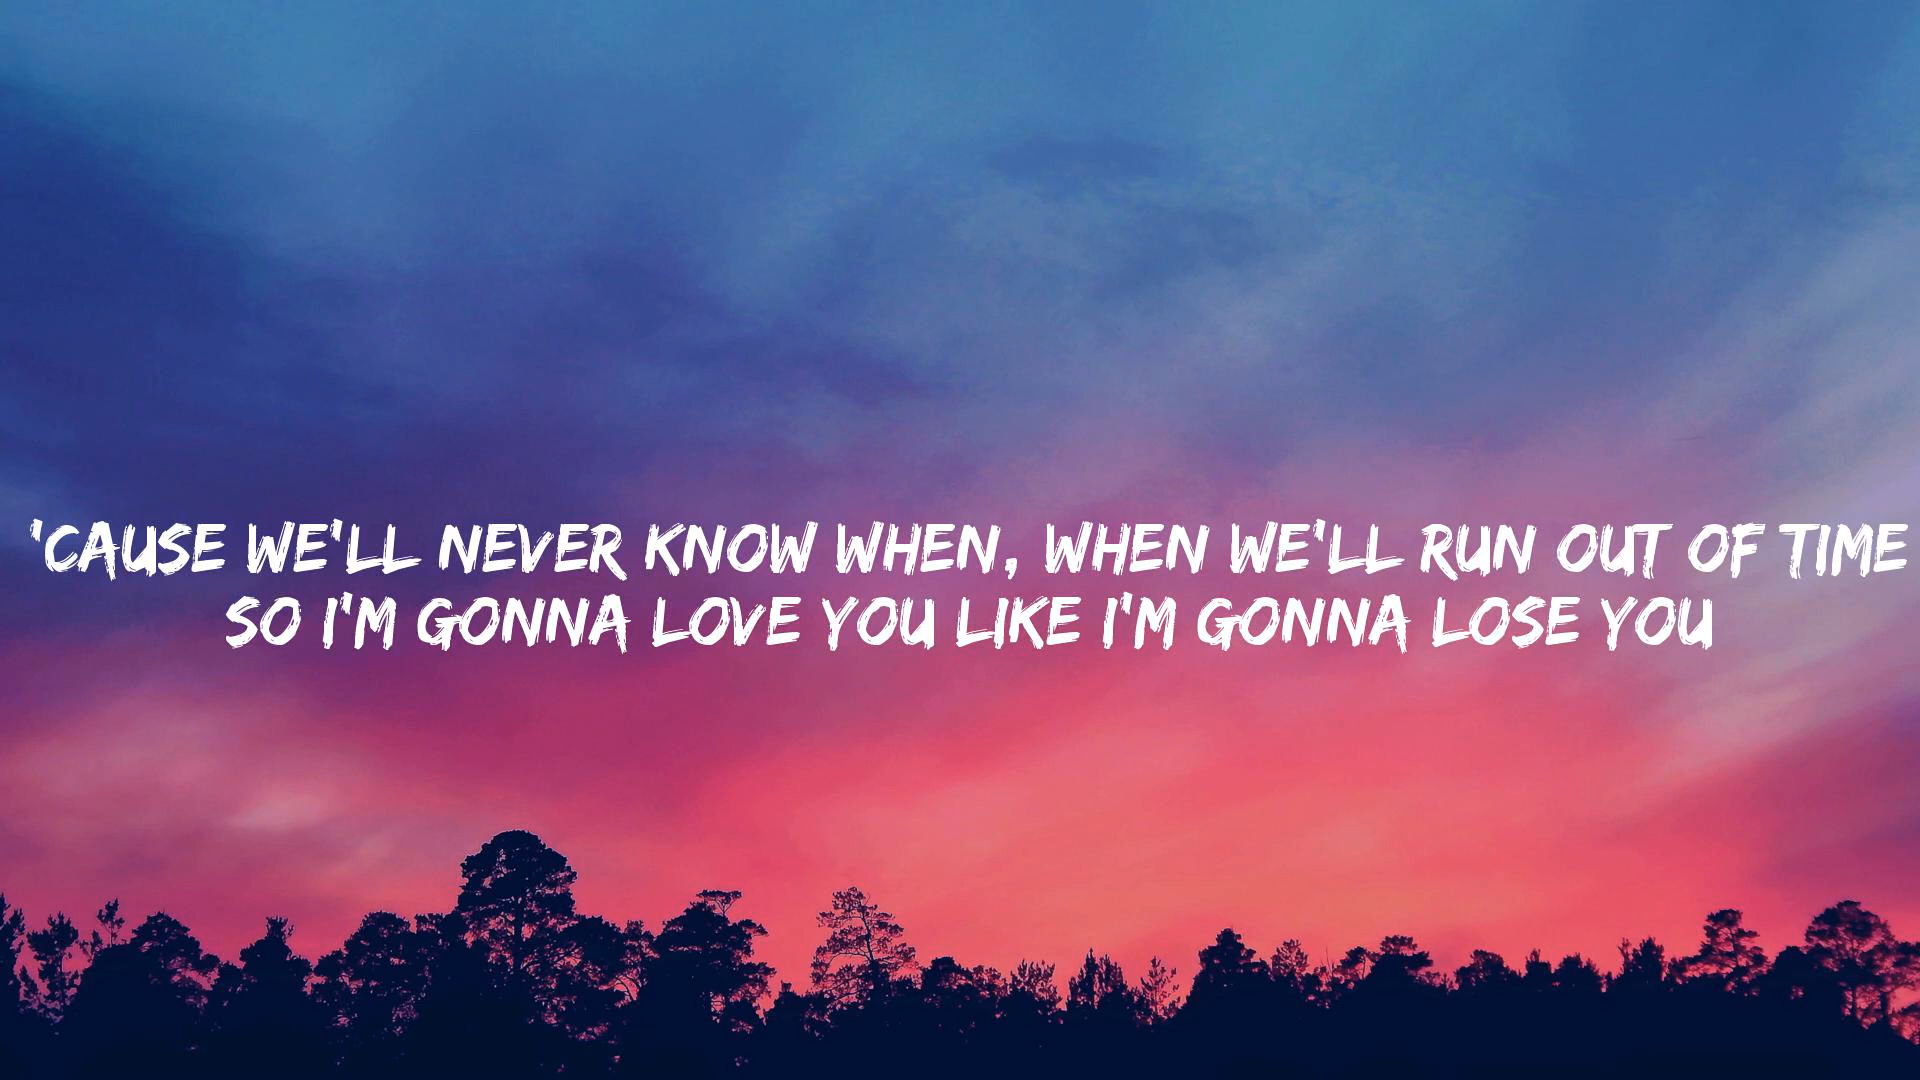 'CAUSE WE'LL NEVER KNOW WHEN, WHEN WE'LL RUN OUT OF TIME
SO I'M GONNA LOVE YOU LIKE I'M GONNA LOSE YOU